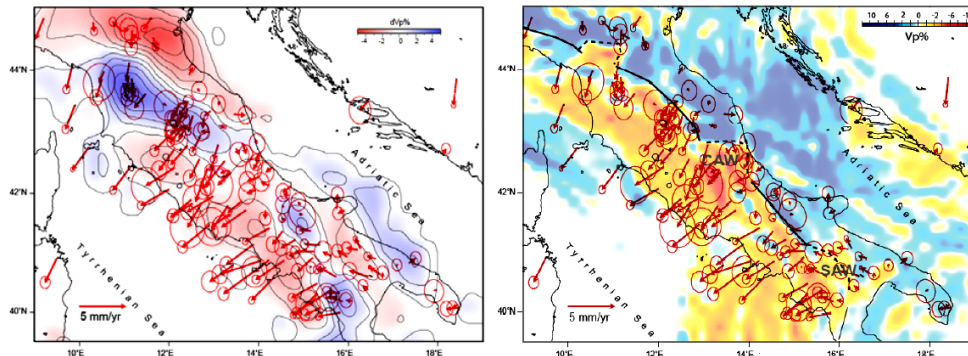 dVp%
-4 -2 0 2 4
44°N
42°N
40°N
Adriatic Sea
Tyrrhenian Sea
5 mm/yr
10°E 12°E 14°E 16°E 18°E
10 6 2 -2 -6 -10
Vp%
44°N
42°N
40°N
CAW
SAW
Adriatic Sea
Tyrrhenian Sea
5 mm/yr
10°E 12°E 14°E 16°E 18°E